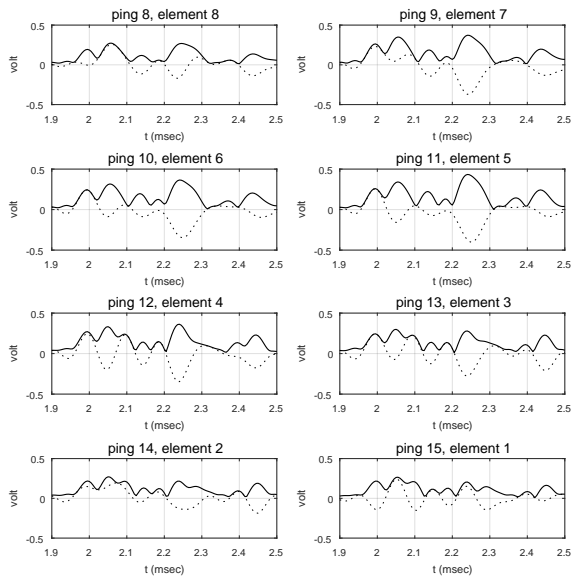 ping 8, element 8
0.5
0
-0.5
volt
1.9 2 2.1 2.2 2.3 2.4 2.5
t (msec)
ping 9, element 7
0.5
0
-0.5
volt
1.9 2 2.1 2.2 2.3 2.4 2.5
t (msec)
ping 10, element 6
0.5
0
-0.5
volt
1.9 2 2.1 2.2 2.3 2.4 2.5
t (msec)
ping 11, element 5
0.5
0
-0.5
volt
1.9 2 2.1 2.2 2.3 2.4 2.5
t (msec)
ping 12, element 4
0.5
0
-0.5
volt
1.9 2 2.1 2.2 2.3 2.4 2.5
t (msec)
ping 13, element 3
0.5
0
-0.5
volt
1.9 2 2.1 2.2 2.3 2.4 2.5
t (msec)
ping 14, element 2
0.5
0
-0.5
volt
1.9 2 2.1 2.2 2.3 2.4 2.5
t (msec)
ping 15, element 1
0.5
0
-0.5
volt
1.9 2 2.1 2.2 2.3 2.4 2.5
t (msec)